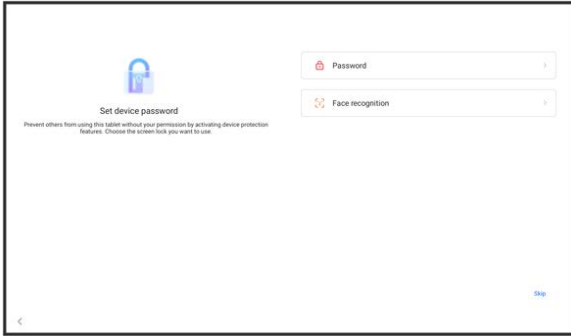 Set device password
Prevent others from using this tablet without your permission by activating device protection
features. Choose the screen lock you want to use.
Password
Face recognition
Skip